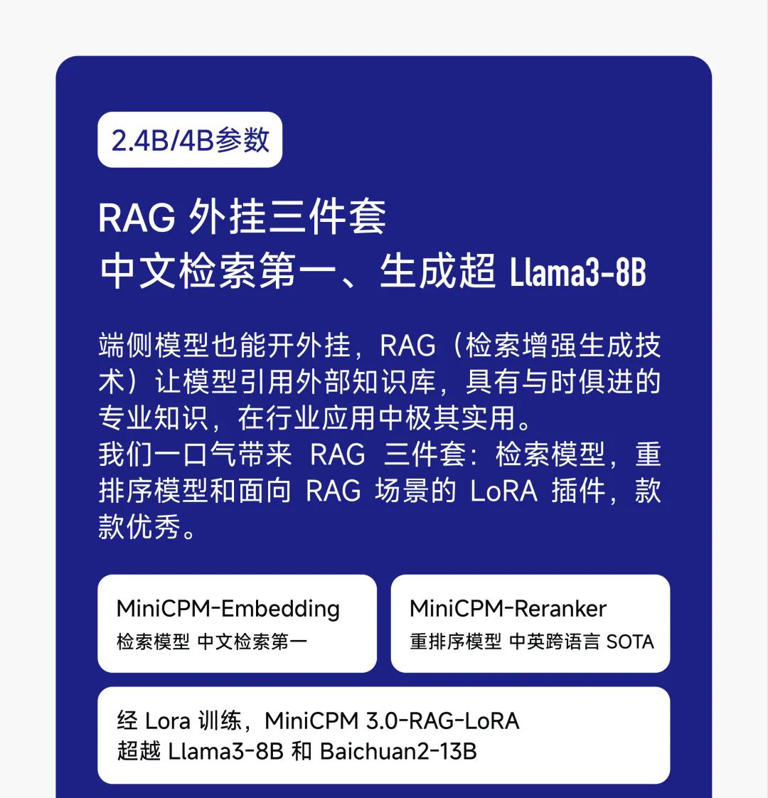 2.4B/4B参数
RAG 外挂三件套
中文检索第一、生成超 Llama3-8B
端侧模型也能开外挂，RAG（检索增强生成技
术）让模型引用外部知识库，具有与时俱进的
专业知识，在行业应用中极其实用。
我们一口气带来 RAG 三件套：检索模型，重
排序模型和面向 RAG 场景的 LoRA 插件，款
款优秀。
MiniCPM-Embedding
检索模型 中文检索第一
MiniCPM-Reranker
重排序模型 中英跨语言 SOTA
经 Lora 训练，MiniCPM 3.0-RAG-LoRA
超越 Llama3-8B 和 Baichuan2-13B